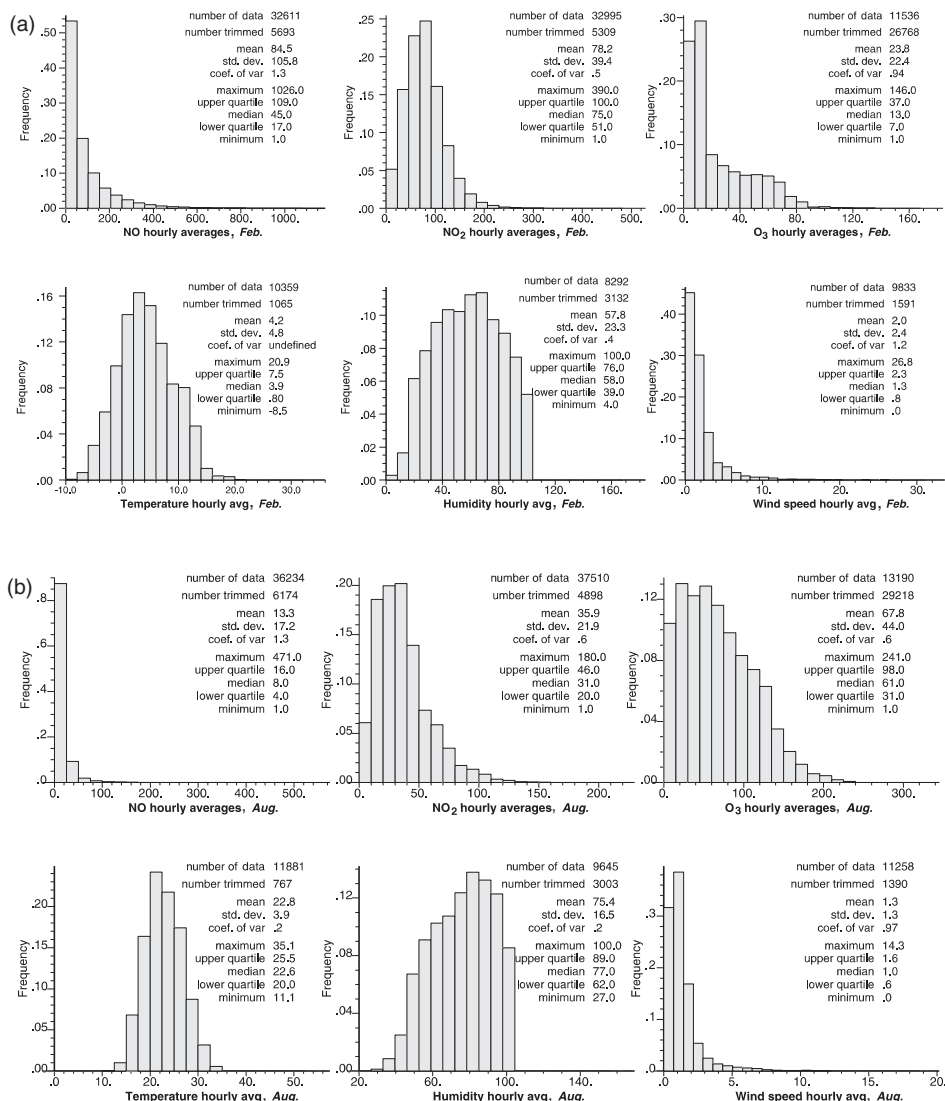 (a)
number of data 32611
number trimmed 5693
mean 84.5
std. dev. 105.8
coef. of var 1.3
maximum 1026.0
upper quartile 109.0
median 45.0
lower quartile 17.0
minimum 1.0
Frequency
.50
.40
.30
.20
.10
.00
0. 200. 400. 600. 800. 1000.
NO hourly averages, Feb.
number of data 32995
number trimmed 5309
mean 78.2
std. dev. 39.4
coef. of var .5
maximum 390.0
upper quartile 100.0
median 75.0
lower quartile 51.0
minimum 1.0
Frequency
.25
.20
.15
.10
.05
.00
0. 100. 200. 300. 400. 500.
NO2 hourly averages, Feb.
number of data 11536
number trimmed 26768
mean 23.8
std. dev. 22.4
coef. of var .94
maximum 146.0
upper quartile 37.0
median 13.0
lower quartile 7.0
minimum 1.0
Frequency
.30
.20
.10
.00
0. 40. 80. 120. 160.
O3 hourly averages, Feb.
number of data 10359
number trimmed 1065
mean 4.2
std. dev. 4.8
coef. of var undefined
maximum 20.9
upper quartile 7.5
median 3.9
lower quartile .80
minimum -8.5
Frequency
.16
.12
.08
.04
.00
-10.0 .0 10.0 20.0 30.0
Temperature hourly avg, Feb.
number of data 8292
number trimmed 3132
mean 57.8
std. dev. 23.3
coef. of var .4
maximum 100.0
upper quartile 76.0
median 58.0
lower quartile 39.0
minimum 4.0
Frequency
.10
.08
.06
.04
.02
.00
0. 40. 80. 120. 160.
Humidity hourly avg, Feb.
number of data 9833
number trimmed 1591
mean 2.0
std. dev. 2.4
coef. of var 1.2
maximum 26.8
upper quartile 2.3
median 1.3
lower quartile .8
minimum .0
Frequency
.40
.30
.20
.10
.00
.0 10. 20. 30.
Wind speed hourly avg, Feb.
(b)
number of data 36234
number trimmed 6174
mean 13.3
std. dev. 17.2
coef. of var 1.3
maximum 471.0
upper quartile 16.0
median 8.0
lower quartile 4.0
minimum 1.0
Frequency
.8
.6
.4
.2
.0
0. 100. 200. 300. 400. 500.
NO hourly averages, Aug.
number of data 37510
umber trimmed 4898
mean 35.9
std. dev. 21.9
coef. of var .6
maximum 180.0
upper quartile 46.0
median 31.0
lower quartile 20.0
minimum 1.0
Frequency
.20
.15
.10
.05
.00
0. 50. 100. 150. 200.
NO2 hourly averages, Aug.
number of data 13190
number trimmed 29218
mean 67.8
std. dev. 44.0
coef. of var .6
maximum 241.0
upper quartile 98.0
median 61.0
lower quartile 31.0
minimum 1.0
Frequency
.12
.08
.04
.00
0. 100. 200. 300.
O3 hourly averages, Aug.
number of data 11881
number trimmed 767
mean 22.8
std. dev. 3.9
coef. of var .2
maximum 35.1
upper quartile 25.5
median 22.6
lower quartile 20.0
minimum 11.1
Frequency
.20
.15
.10
.05
.00
.0 10. 20. 30. 40. 50.
Temperature hourly avg, Aug.
number of data 9645
number trimmed 3003
mean 75.4
std. dev. 16.5
coef. of var .2
maximum 100.0
upper quartile 89.0
median 77.0
lower quartile 62.0
minimum 27.0
Frequency
.12
.08
.04
.00
20. 60. 100. 140.
Humidity hourly avg, Aug.
number of data 11258
number trimmed 1390
mean 1.3
std. dev. 1.3
coef. of var .97
maximum 14.3
upper quartile 1.6
median 1.0
lower quartile .6
minimum .0
Frequency
.3
.2
.1
.0
.0 5. 10. 15. 20.
Wind speed hourly avg, Aug.